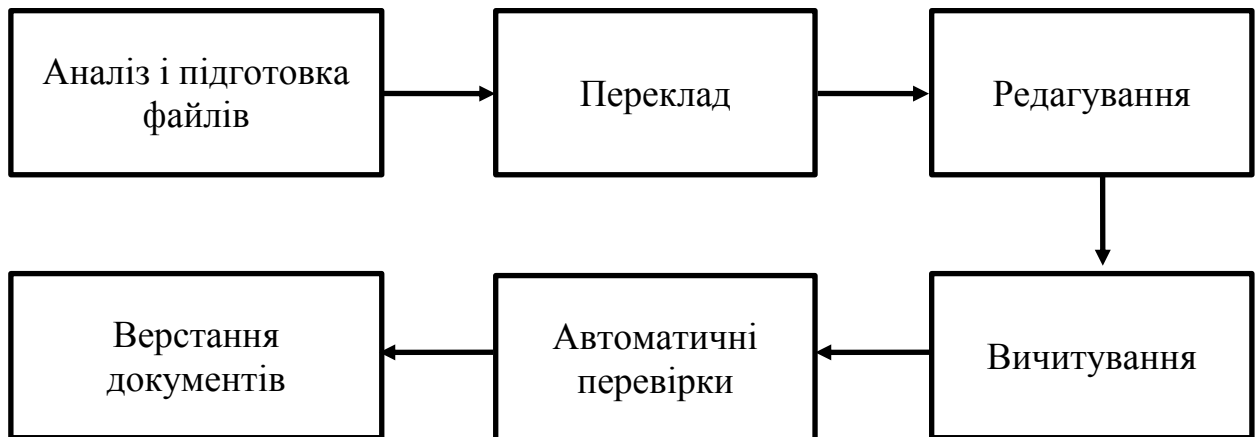 Аналіз і підготовка
файлів
Переклад
Редагування
Вичитування
Автоматичні
перевірки
Верстання
документів